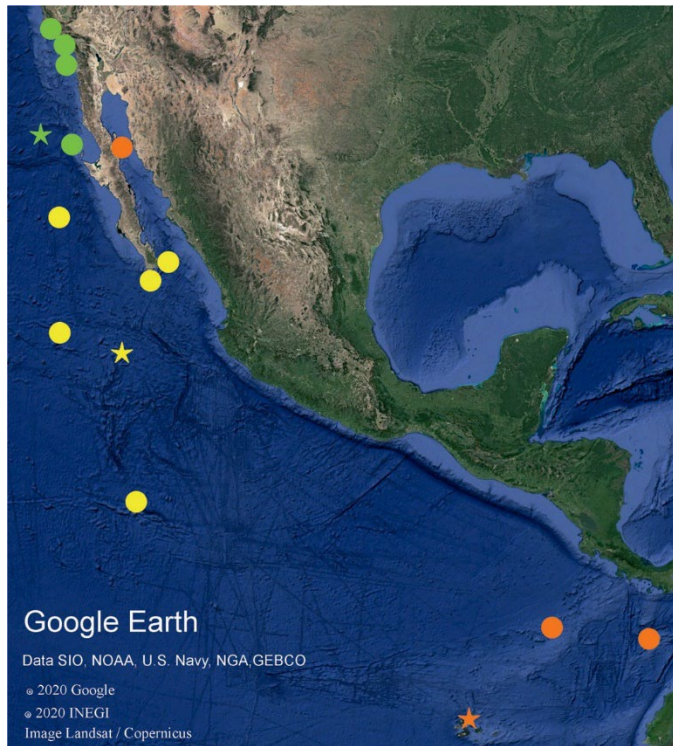 Google Earth
Data SIO, NOAA, U.S. Navy, NGA,GEBCO
© 2020 Google
© 2020 INEGI
Image Landsat / Copernicus